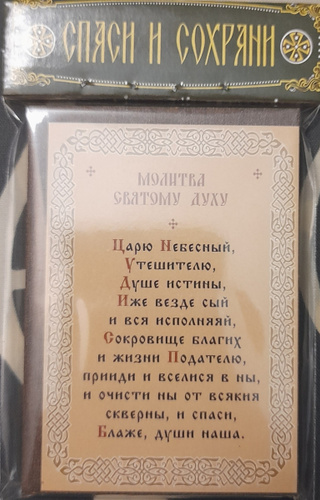 СПАСИ И СОХРАНИ
МОЛИТВА
СВЯТОМУ ДУХУ
Царю Небесный,
Утешителю,
Душе истины,
Иже везде сый
и вся исполняяй,
Сокровище благих
и жизни Подателю,
прииди и вселися в ны,
и очисти ны от всякия
скверны, и спаси,
Блаже, души наша.